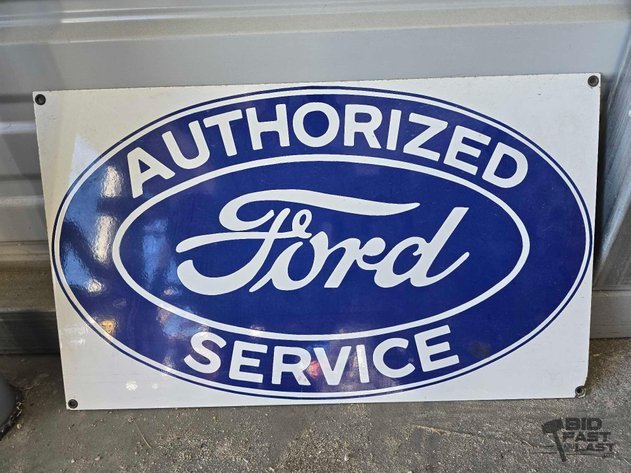 AUTHORIZED
Ford
SERVICE
BID
FAST
LAST